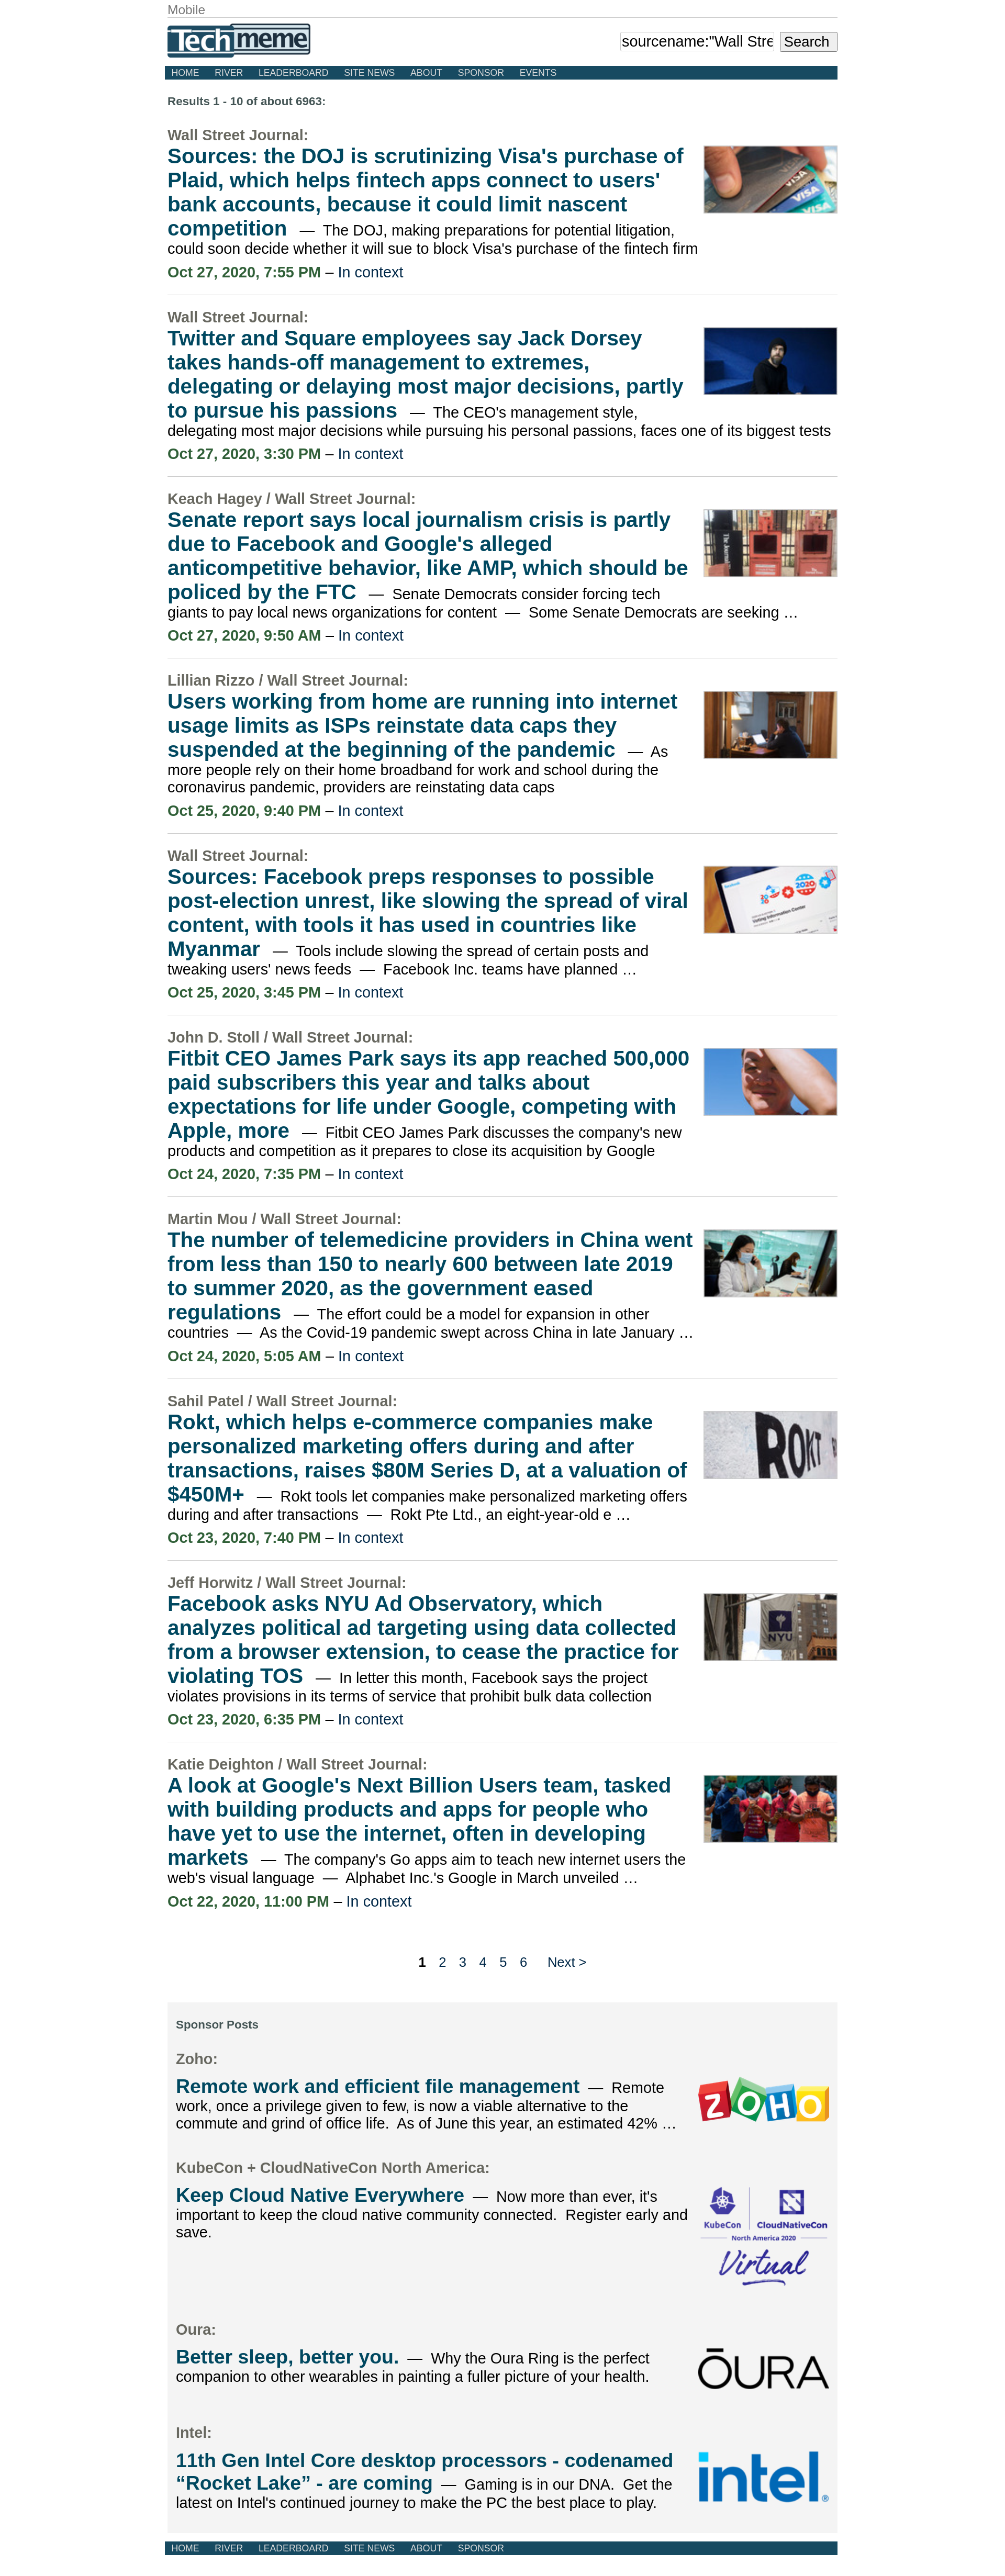 Mobile
Techmeme
sourcename:"Wall Stre
Search
HOME RIVER LEADERBOARD SITE NEWS ABOUT SPONSOR EVENTS
Results 1 - 10 of about 6963:
Wall Street Journal:
Sources: the DOJ is scrutinizing Visa's purchase of
Plaid, which helps fintech apps connect to users'
bank accounts, because it could limit nascent
competition — The DOJ, making preparations for potential litigation,
could soon decide whether it will sue to block Visa's purchase of the fintech firm
Oct 27, 2020, 7:55 PM – In context
VISA
VISA
Wall Street Journal:
Twitter and Square employees say Jack Dorsey
takes hands-off management to extremes,
delegating or delaying most major decisions, partly
to pursue his passions — The CEO's management style,
delegating most major decisions while pursuing his personal passions, faces one of its biggest tests
Oct 27, 2020, 3:30 PM – In context
Keach Hagey / Wall Street Journal:
Senate report says local journalism crisis is partly
due to Facebook and Google's alleged
anticompetitive behavior, like AMP, which should be
policed by the FTC — Senate Democrats consider forcing tech
giants to pay local news organizations for content — Some Senate Democrats are seeking …
Oct 27, 2020, 9:50 AM – In context
Lillian Rizzo / Wall Street Journal:
Users working from home are running into internet
usage limits as ISPs reinstate data caps they
suspended at the beginning of the pandemic — As
more people rely on their home broadband for work and school during the
coronavirus pandemic, providers are reinstating data caps
Oct 25, 2020, 9:40 PM – In context
Wall Street Journal:
Sources: Facebook preps responses to possible
post-election unrest, like slowing the spread of viral
content, with tools it has used in countries like
Myanmar — Tools include slowing the spread of certain posts and
tweaking users' news feeds — Facebook Inc. teams have planned …
Oct 25, 2020, 3:45 PM – In context
2020
Voting Information Center
John D. Stoll / Wall Street Journal:
Fitbit CEO James Park says its app reached 500,000
paid subscribers this year and talks about
expectations for life under Google, competing with
Apple, more — Fitbit CEO James Park discusses the company's new
products and competition as it prepares to close its acquisition by Google
Oct 24, 2020, 7:35 PM – In context
Martin Mou / Wall Street Journal:
The number of telemedicine providers in China went
from less than 150 to nearly 600 between late 2019
to summer 2020, as the government eased
regulations — The effort could be a model for expansion in other
countries — As the Covid-19 pandemic swept across China in late January …
Oct 24, 2020, 5:05 AM – In context
Sahil Patel / Wall Street Journal:
Rokt, which helps e-commerce companies make
personalized marketing offers during and after
transactions, raises $80M Series D, at a valuation of
$450M+ — Rokt tools let companies make personalized marketing offers
during and after transactions — Rokt Pte Ltd., an eight-year-old e …
Oct 23, 2020, 7:40 PM – In context
ROKT
Jeff Horwitz / Wall Street Journal:
Facebook asks NYU Ad Observatory, which
analyzes political ad targeting using data collected
from a browser extension, to cease the practice for
violating TOS — In letter this month, Facebook says the project
violates provisions in its terms of service that prohibit bulk data collection
Oct 23, 2020, 6:35 PM – In context
NYU
Katie Deighton / Wall Street Journal:
A look at Google's Next Billion Users team, tasked
with building products and apps for people who
have yet to use the internet, often in developing
markets — The company's Go apps aim to teach new internet users the
web's visual language — Alphabet Inc.'s Google in March unveiled …
Oct 22, 2020, 11:00 PM – In context
1 2 3 4 5 6 Next >
Sponsor Posts
Zoho:
Remote work and efficient file management — Remote
work, once a privilege given to few, is now a viable alternative to the
commute and grind of office life. As of June this year, an estimated 42% …
ZOHO
KubeCon + CloudNativeCon North America:
Keep Cloud Native Everywhere — Now more than ever, it's
important to keep the cloud native community connected. Register early and
save.
KubeCon CloudNativeCon
North America 2020
Virtual
Oura:
Better sleep, better you. — Why the Oura Ring is the perfect
companion to other wearables in painting a fuller picture of your health.
ŌURA
Intel:
11th Gen Intel Core desktop processors - codenamed
“Rocket Lake” - are coming — Gaming is in our DNA. Get the
latest on Intel's continued journey to make the PC the best place to play.
intel®
HOME RIVER LEADERBOARD SITE NEWS ABOUT SPONSOR